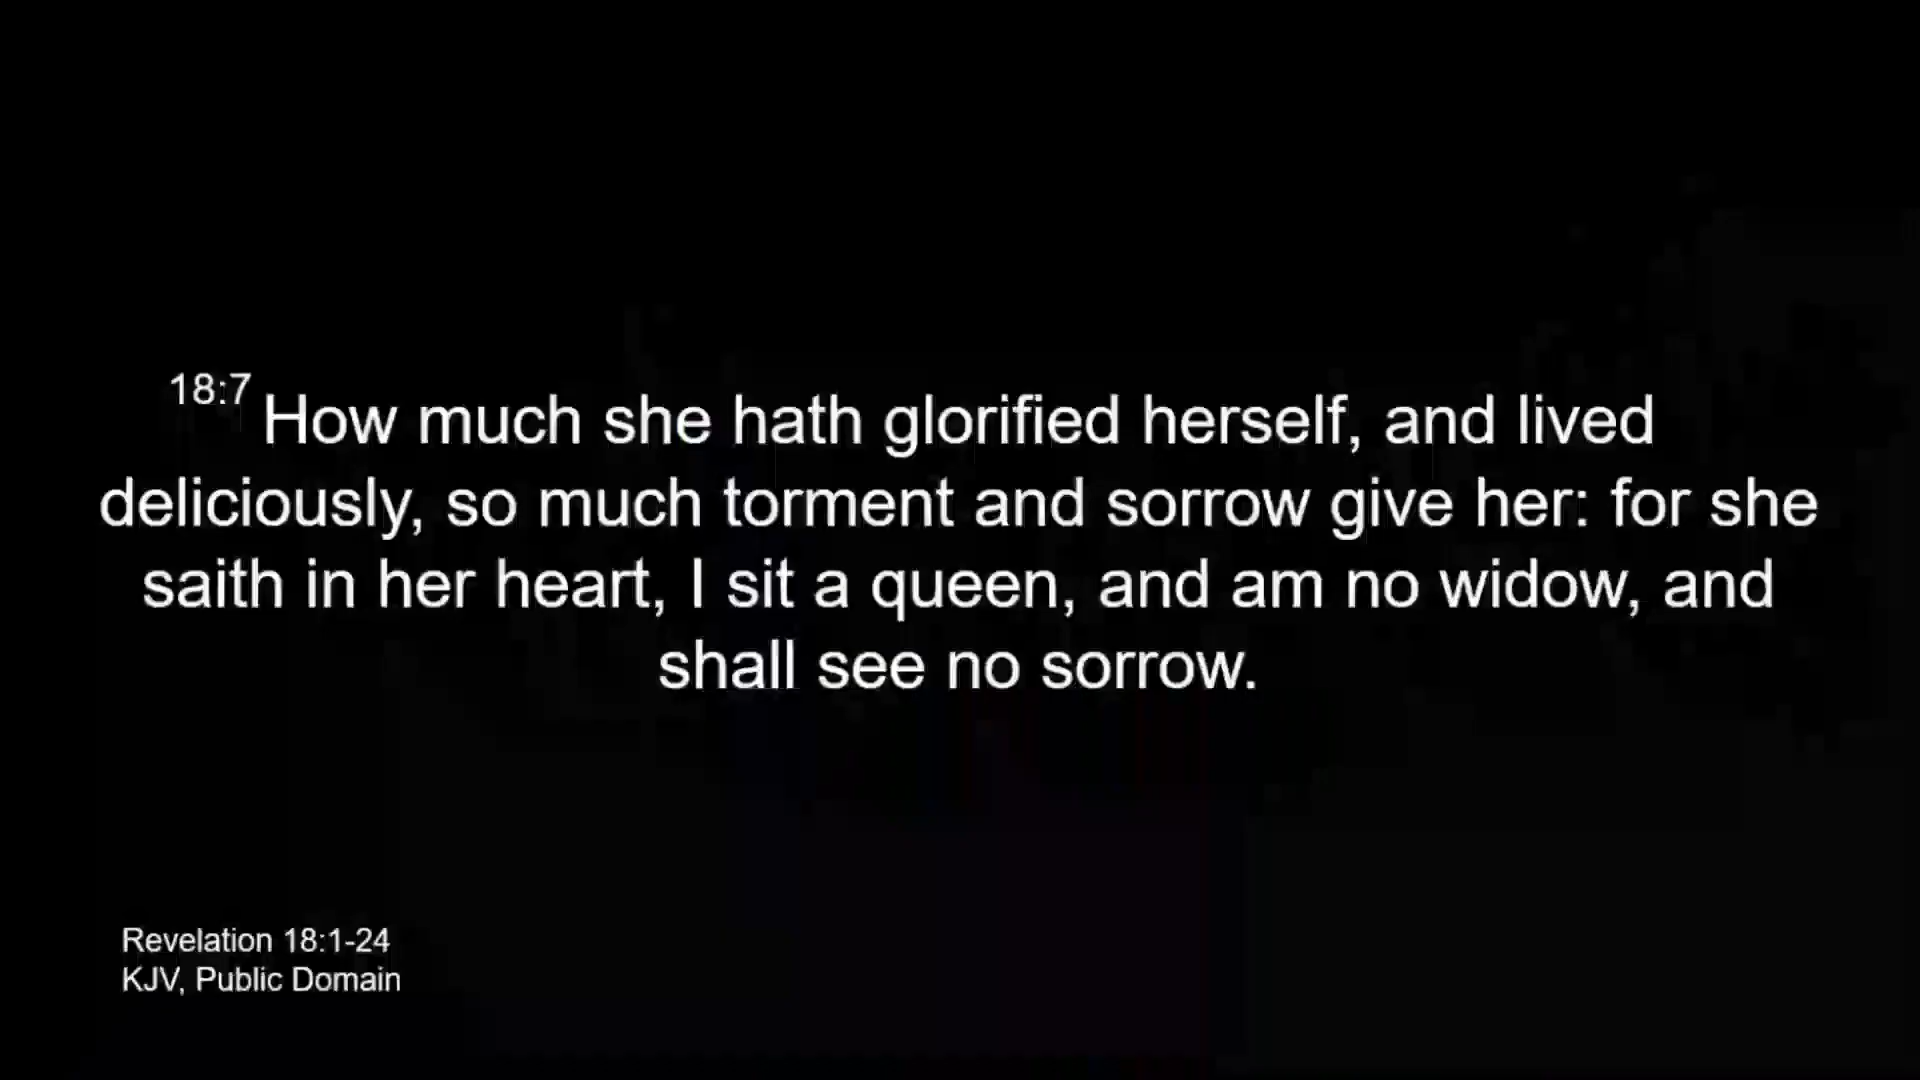 18:7 How much she hath glorified herself, and lived
deliciously, so much torment and sorrow give her: for she
saith in her heart, I sit a queen, and am no widow, and
shall see no sorrow.
Revelation 18:1-24
KJV, Public Domain